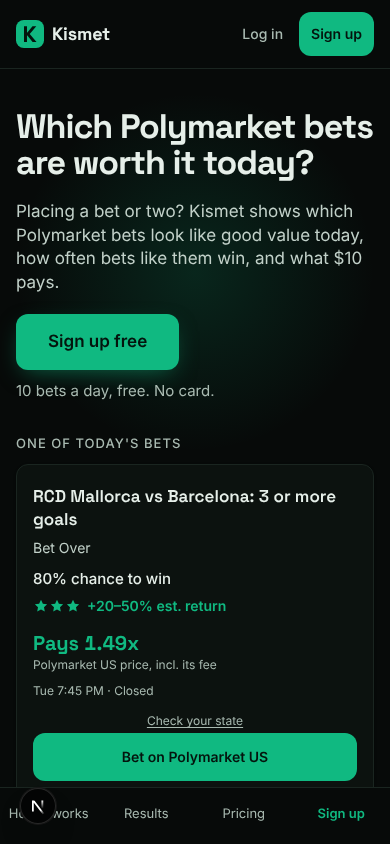 K Kismet
Log in
Sign up
Which Polymarket bets
are worth it today?
Placing a bet or two? Kismet shows which
Polymarket bets look like good value today,
how often bets like them win, and what $10
pays.
Sign up free
10 bets a day, free. No card.
ONE OF TODAY'S BETS
RCD Mallorca vs Barcelona: 3 or more
goals
Bet Over
80% chance to win
★★★ +20–50% est. return
Pays 1.49x
Polymarket US price, incl. its fee
Tue 7:45 PM · Closed
Check your state
Bet on Polymarket US
N
works
Results
Pricing
Sign up